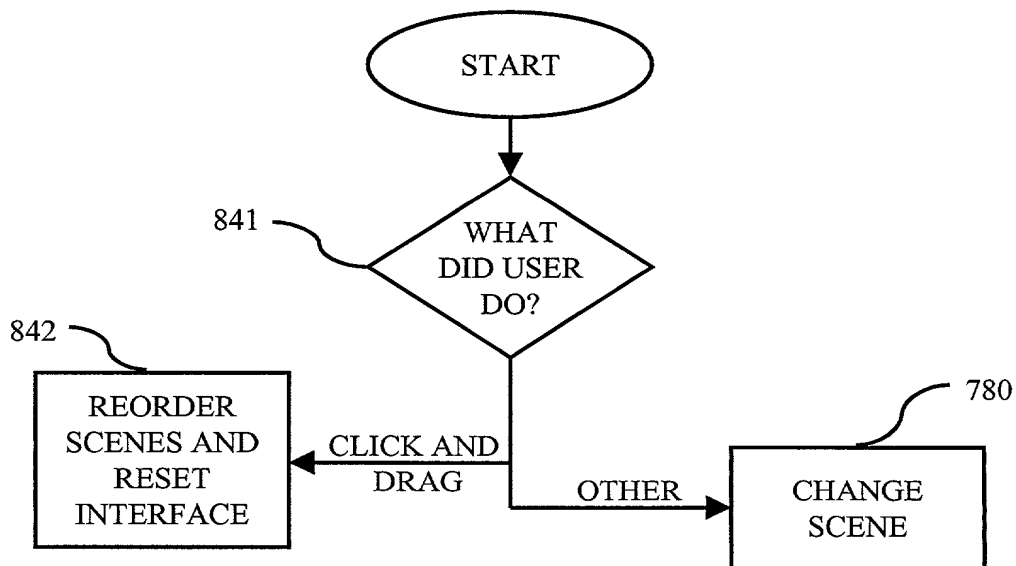 START
841
WHAT
DID USER
DO?
842
REORDER
SCENES AND
RESET
INTERFACE
CLICK AND
DRAG
OTHER
780
CHANGE
SCENE